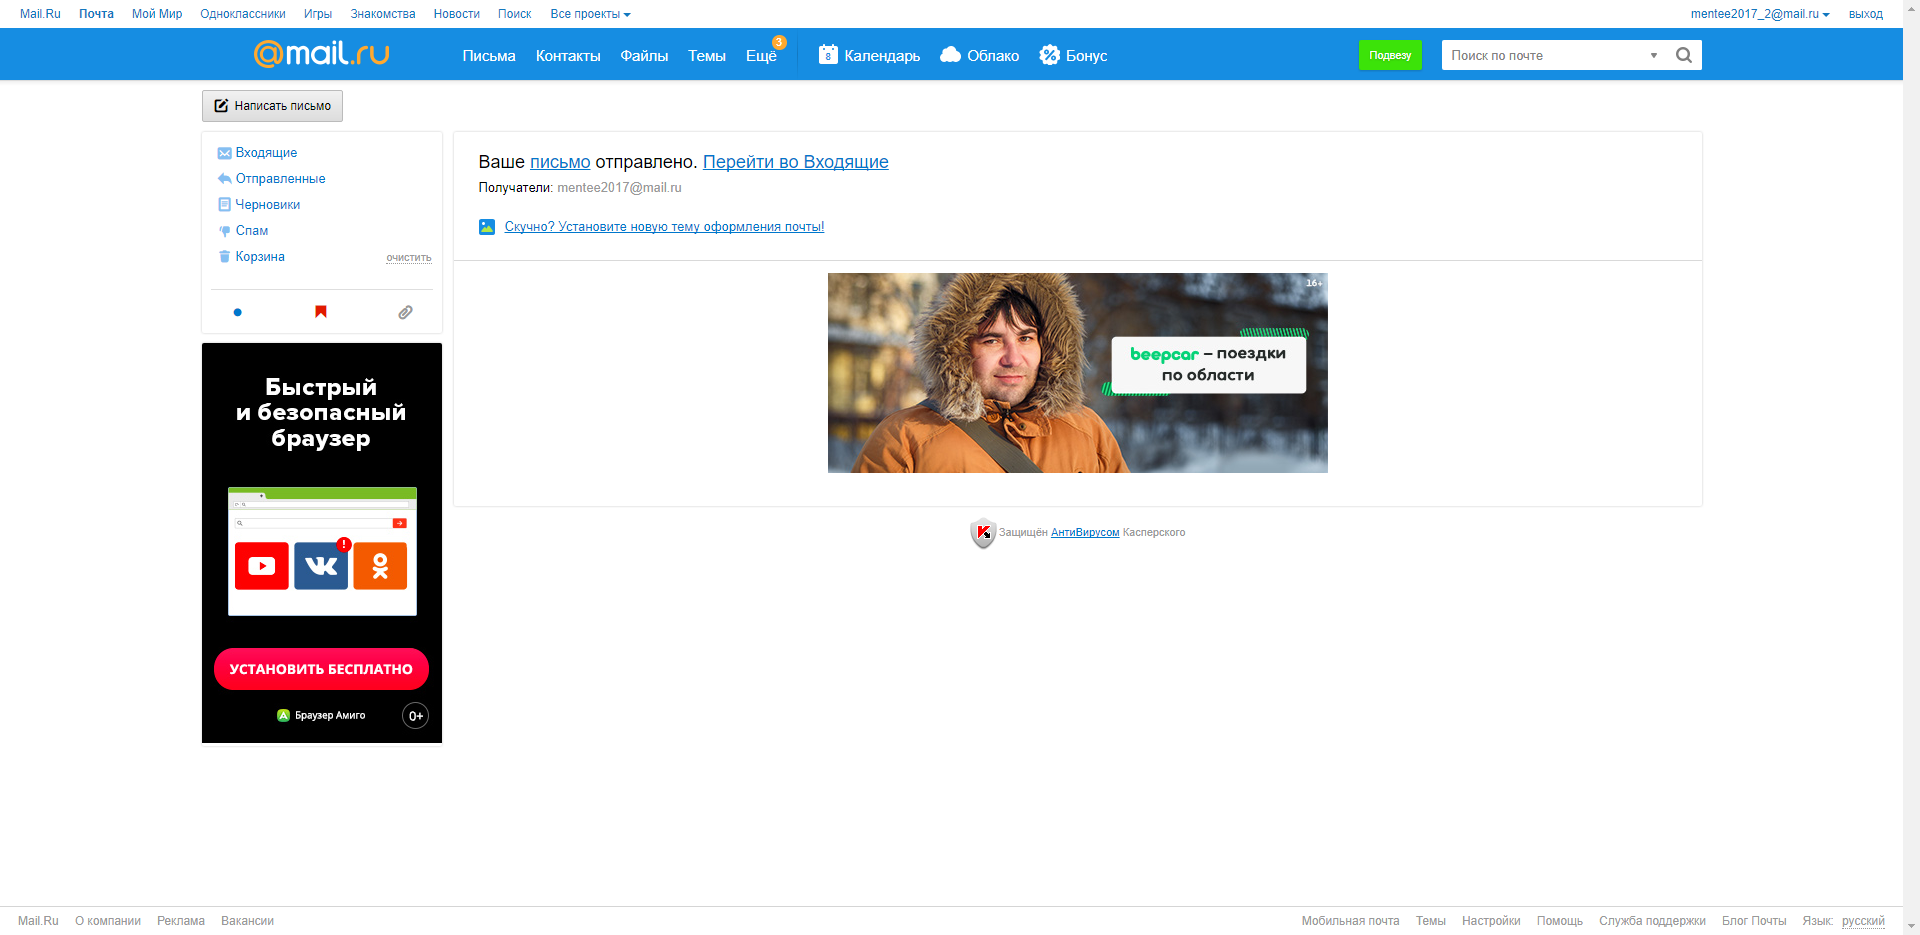 Mail.Ru Почта Мой Мир Одноклассники Игры Знакомства Новости Поиск Все проекты mentee2017_2@mail.ru выход
@mail.ru Письма Контакты Файлы Темы Ещё 3 8 Календарь Облако Бонус Подвезу Поиск по почте
Написать письмо
Входящие
Отправленные
Черновики
Спам
Корзина очистить
Ваше письмо отправлено. Перейти во Входящие
Получатели: mentee2017@mail.ru
Скучно? Установите новую тему оформления почты!
16+
beepcar – поездки
по области
Защищён АнтиВирусом Касперского
Быстрый
и безопасный
браузер
УСТАНОВИТЬ БЕСПЛАТНО
Браузер Амиго 0+
Mail.Ru О компании Реклама Вакансии Мобильная почта Темы Настройки Помощь Служба поддержки Блог Почты Язык: русский